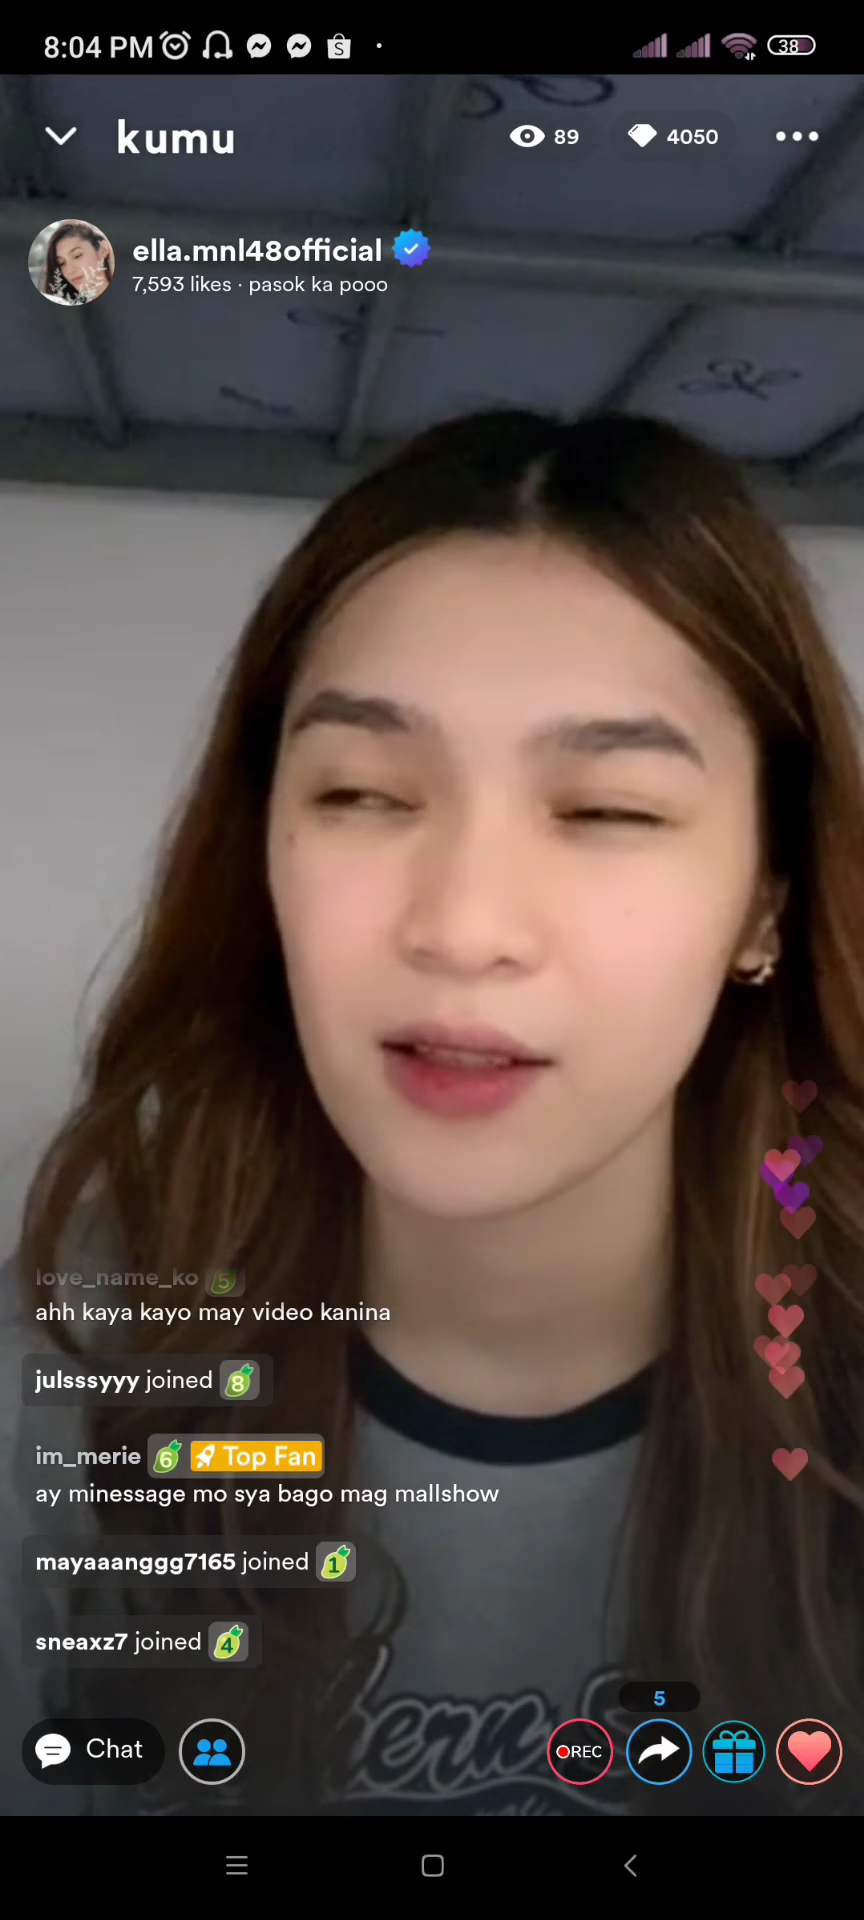 8:04 PM
38
kumu
89
4050
ella.mnl48official
7,593 likes · pasok ka pooo
love_name_ko 5
ahh kaya kayo may video kanina
julsssyyy joined 8
im_merie 6 Top Fan
ay minessage mo sya bago mag mallshow
mayaaanggg7165 joined 1
sneaxz7 joined 4
5
Chat
REC